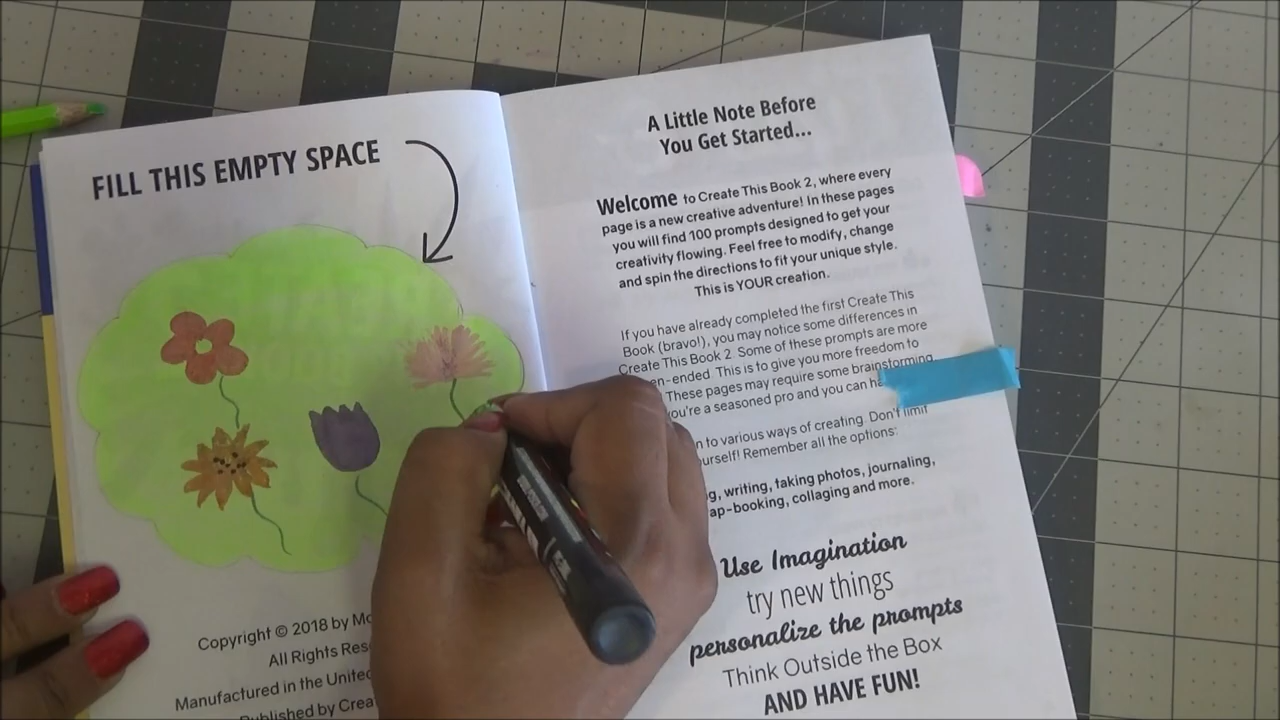 FILL THIS EMPTY SPACE
Copyright © 2018 by
All Rights
Manufactured in the United
Published by
A Little Note Before
You Get Started...
Welcome to Create This Book 2, where every
page is a new creative adventure! In these pages
you will find 100 prompts designed to get your
creativity flowing. Feel free to modify, change
and spin the directions to fit your unique style.
This is YOUR creation.
If you have already completed the first Create This
Book (bravo!), you may notice some differences in
Create This Book 2. Some of these prompts are more
en-ended. This is to give you more freedom to
These pages may require some brainstorming
you're a seasoned pro and you can
to various ways of creating. Don't limit
urself! Remember all the options:
g, writing, taking photos, journaling,
ap-booking, collaging and more.
Use Imagination
try new things
personalize the prompts
Think Outside the Box
AND HAVE FUN!